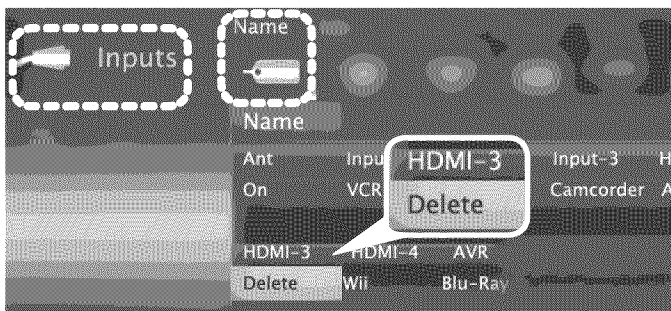 Name
Inputs
Name
Ant Inpu HDMI-3 Input-3 H
On VCR Delete Camcorder A
HDMI-3 HDMI-4 AVR
Delete Wii Blu-Ray